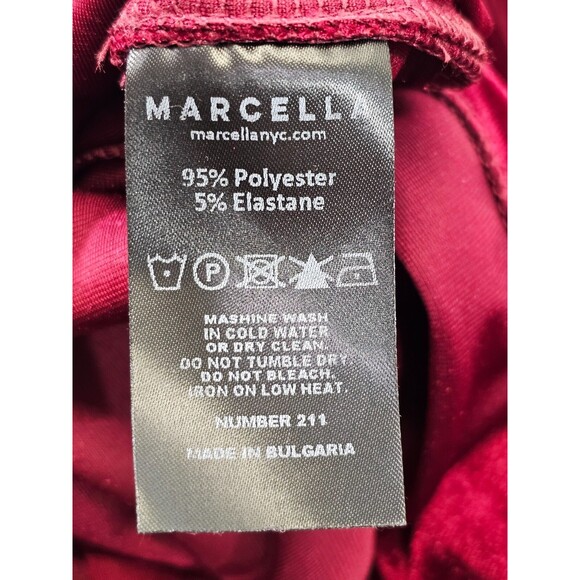 MARCELLA
marcellanyc.com
95% Polyester
5% Elastane
P
MASHINE WASH
IN COLD WATER
OR DRY CLEAN.
DO NOT TUMBLE DRY
DO NOT BLEACH.
IRON ON LOW HEAT.
NUMBER 211
MADE IN BULGARIA